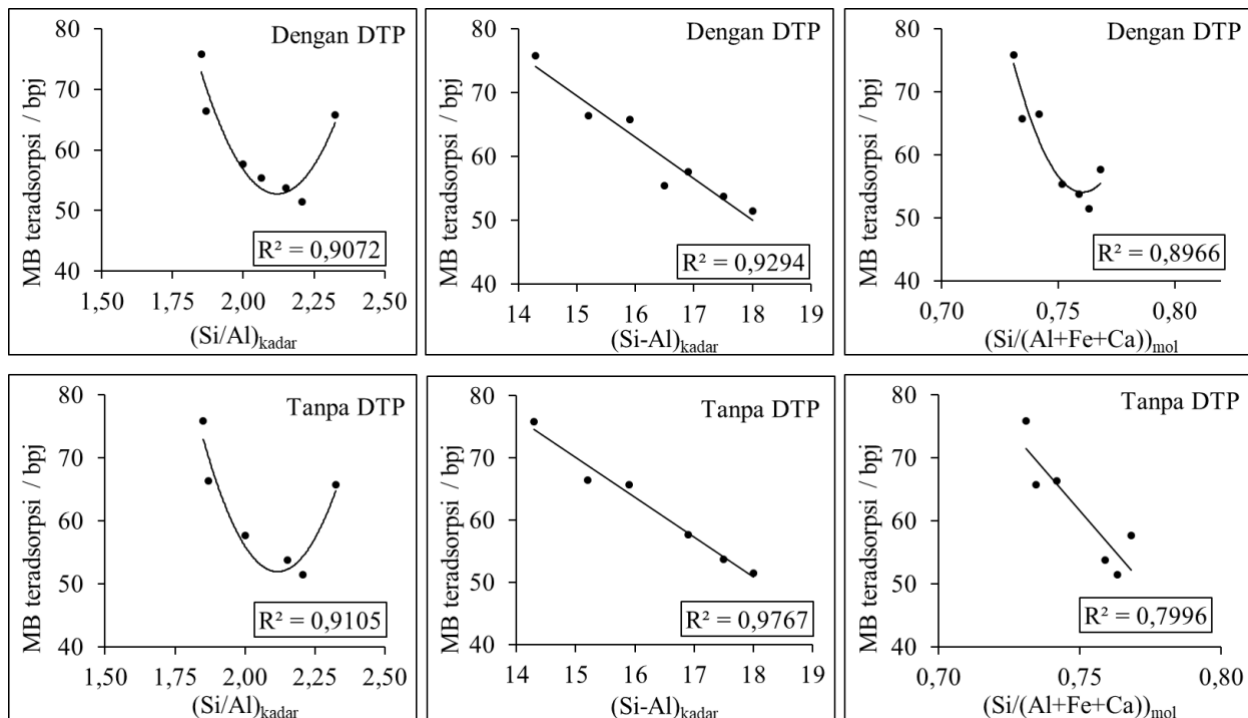 Dengan DTP
MB teradsorpsi / bpj
80
70
60
50
40
R² = 0,9072
1,50 1,75 2,00 2,25 2,50
(Si/Al)kadar
Dengan DTP
MB teradsorpsi / bpj
80
70
60
50
40
R² = 0,9294
14 15 16 17 18 19
(Si-Al)kadar
Dengan DTP
MB teradsorpsi / bpj
80
70
60
50
40
R² = 0,8966
0,70 0,75 0,80
(Si/(Al+Fe+Ca))mol
Tanpa DTP
MB teradsorpsi / bpj
80
70
60
50
40
R² = 0,9105
1,50 1,75 2,00 2,25 2,50
(Si/Al)kadar
Tanpa DTP
MB teradsorpsi / bpj
80
70
60
50
40
R² = 0,9767
14 15 16 17 18 19
(Si-Al)kadar
Tanpa DTP
MB teradsorpsi / bpj
80
70
60
50
40
R² = 0,7996
0,70 0,75 0,80
(Si/(Al+Fe+Ca))mol